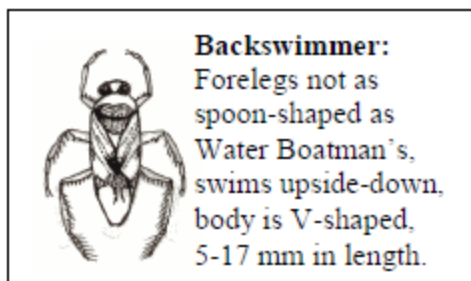 Backswimmer:
Forelegs not as
spoon-shaped as
Water Boatman's,
swims upside-down,
body is V-shaped,
5-17 mm in length.